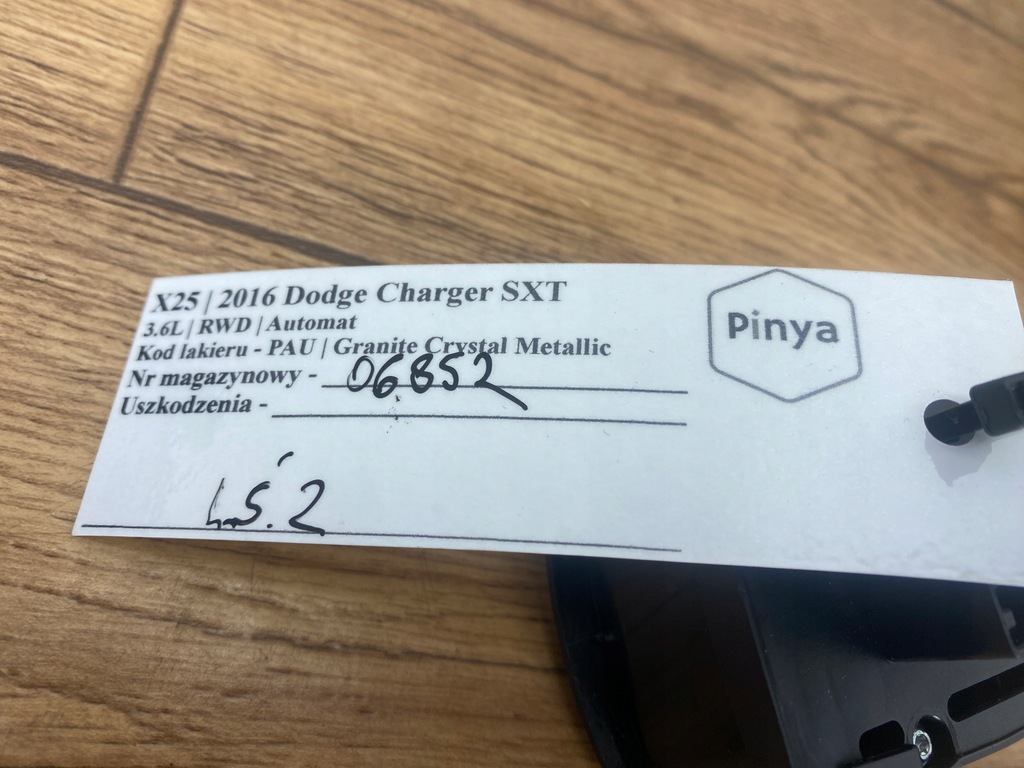 X25 | 2016 Dodge Charger SXT
3.6L | RWD | Automat
Kod lakieru - PAU | Granite Crystal Metallic
Nr magazynowy - 06852
Uszkodzenia -
L.Ś. 2
Pinya